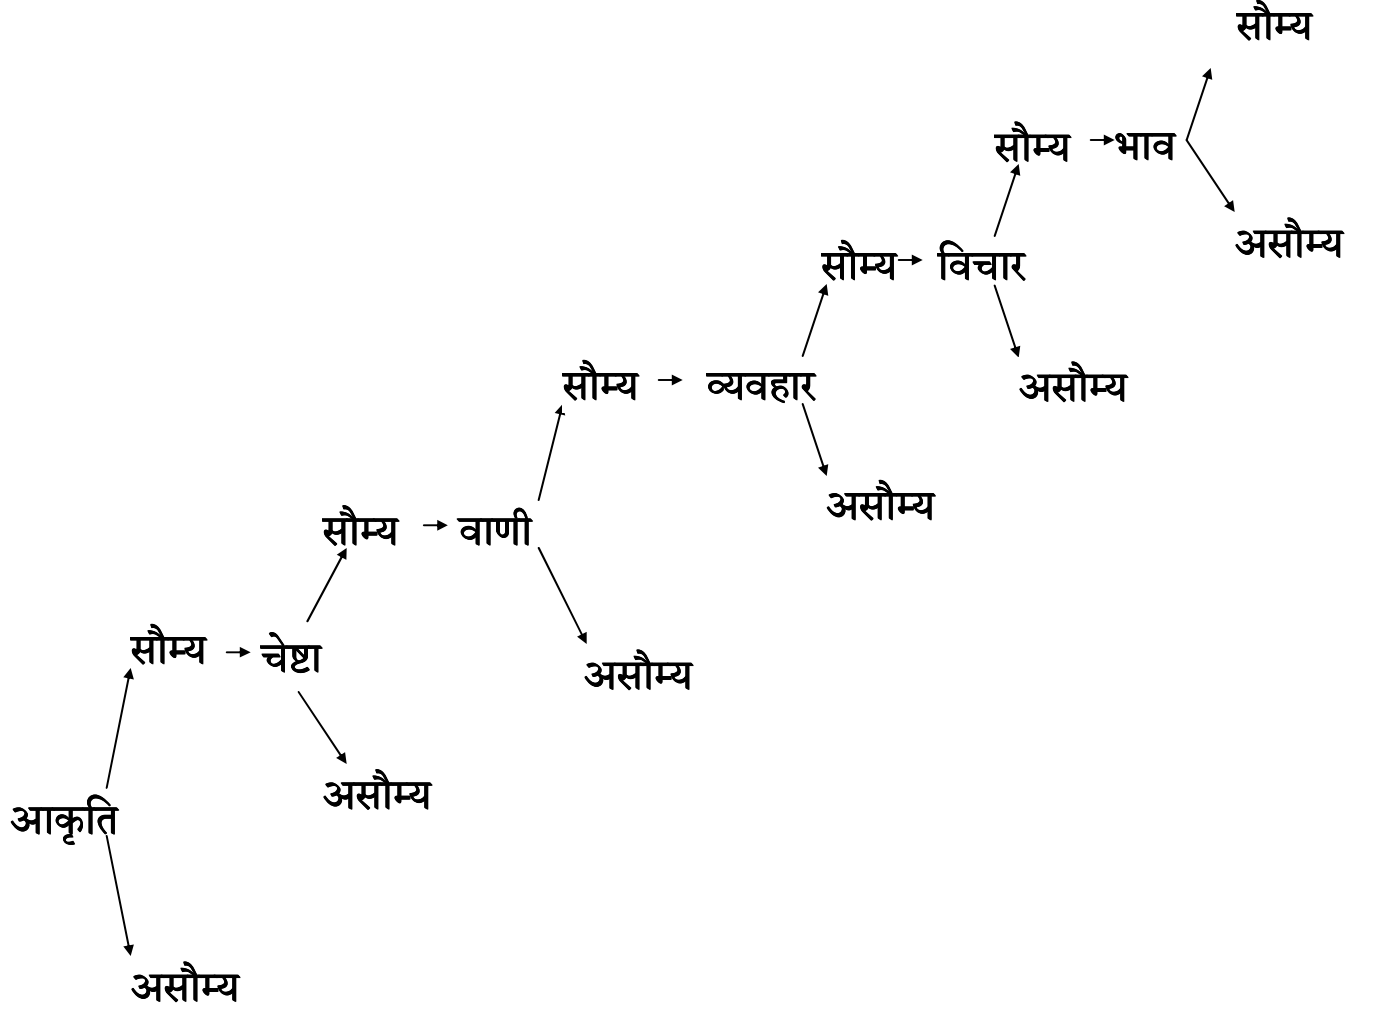 सौम्य
सौम्य भाव
असौम्य
सौम्य विचार
सौम्य व्यवहार
असौम्य
असौम्य
सौम्य वाणी
सौम्य चेष्टा
असौम्य
असौम्य
आकृति
असौम्य